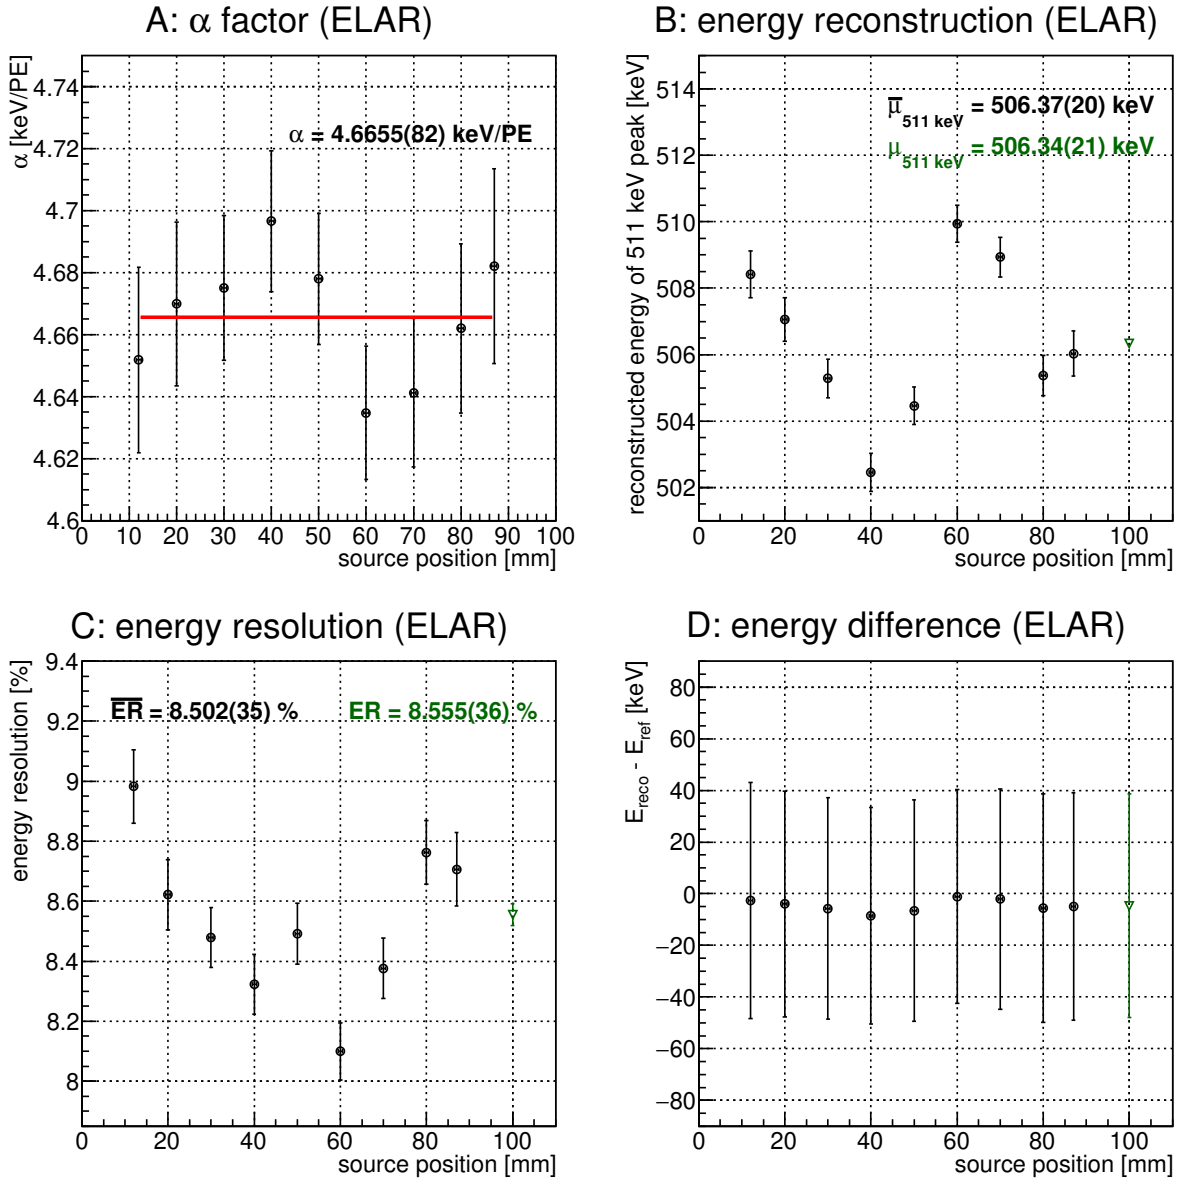 A: α factor (ELAR)
α [keV/PE]
4.74
4.72
4.7
4.68
4.66
4.64
4.62
4.6
α = 4.6655(82) keV/PE
0 10 20 30 40 50 60 70 80 90 100
source position [mm]
B: energy reconstruction (ELAR)
reconstructed energy of 511 keV peak [keV]
514
512
510
508
506
504
502
μ̅511 keV = 506.37(20) keV
μ511 keV = 506.34(21) keV
0 20 40 60 80 100
source position [mm]
C: energy resolution (ELAR)
energy resolution [%]
9.4
9.2
9
8.8
8.6
8.4
8.2
8
E̅R̅ = 8.502(35) % ER = 8.555(36) %
0 20 40 60 80 100
source position [mm]
D: energy difference (ELAR)
Ereco - Eref [keV]
80
60
40
20
0
−20
−40
−60
−80
0 20 40 60 80 100
source position [mm]